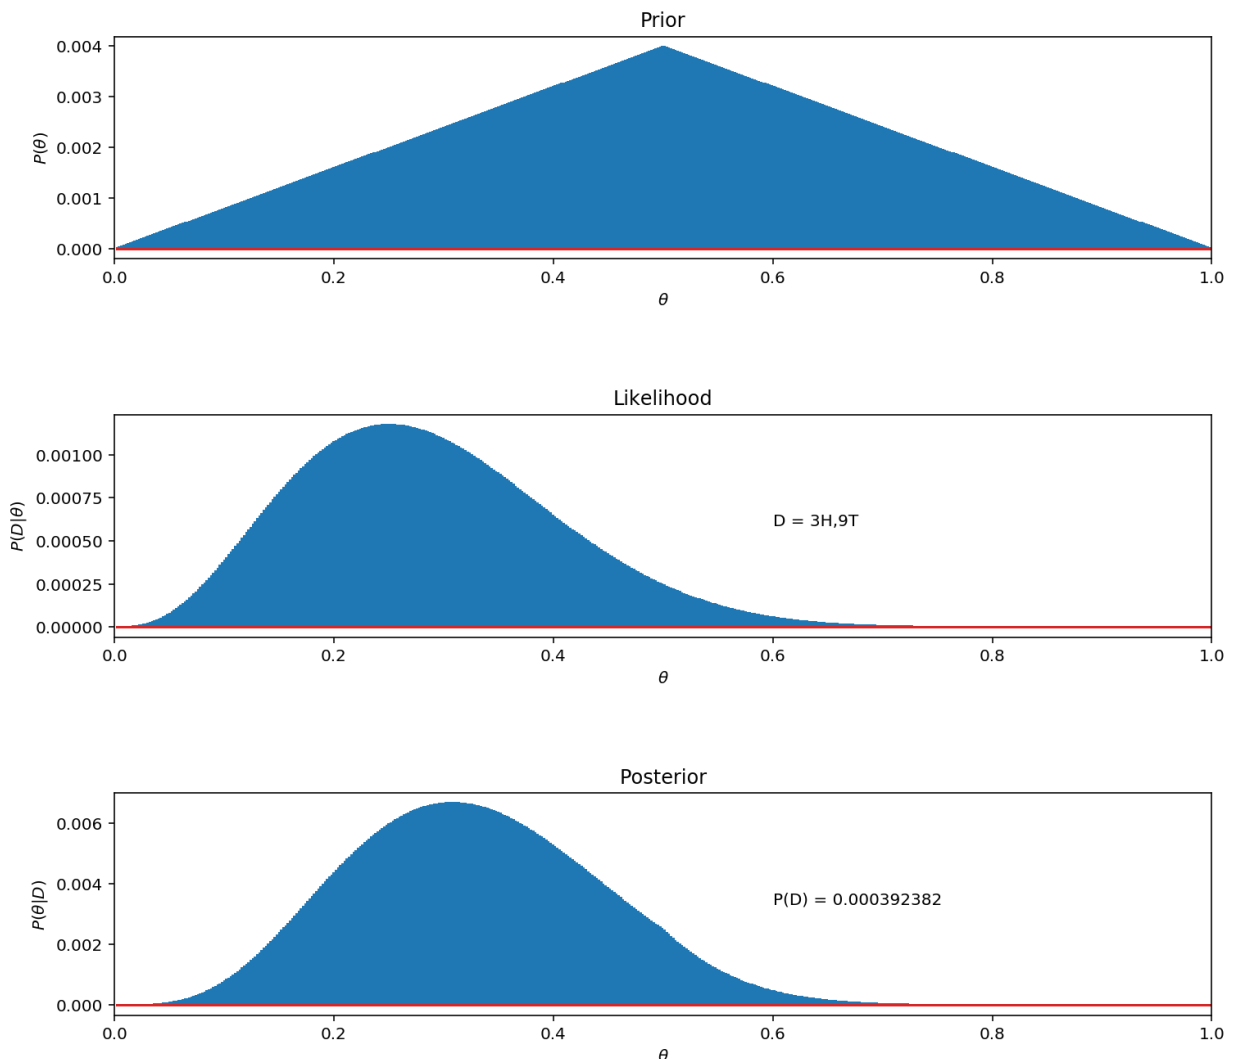 Prior
P(θ)
0.004
0.003
0.002
0.001
0.000
0.0 0.2 0.4 0.6 0.8 1.0
θ
Likelihood
P(D|θ)
0.00100
0.00075
0.00050
0.00025
0.00000
D = 3H,9T
0.0 0.2 0.4 0.6 0.8 1.0
θ
Posterior
P(θ|D)
0.006
0.004
0.002
0.000
P(D) = 0.000392382
0.0 0.2 0.4 0.6 0.8 1.0
θ